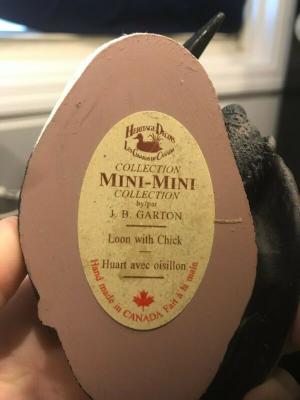 HERITAGE DECOYS
LES CANARDS DU CANADA
COLLECTION
MINI-MINI
COLLECTION
by/par
J. B. GARTON
Loon with Chick
Huart avec oisillon
Hand made in CANADA Fait à la main